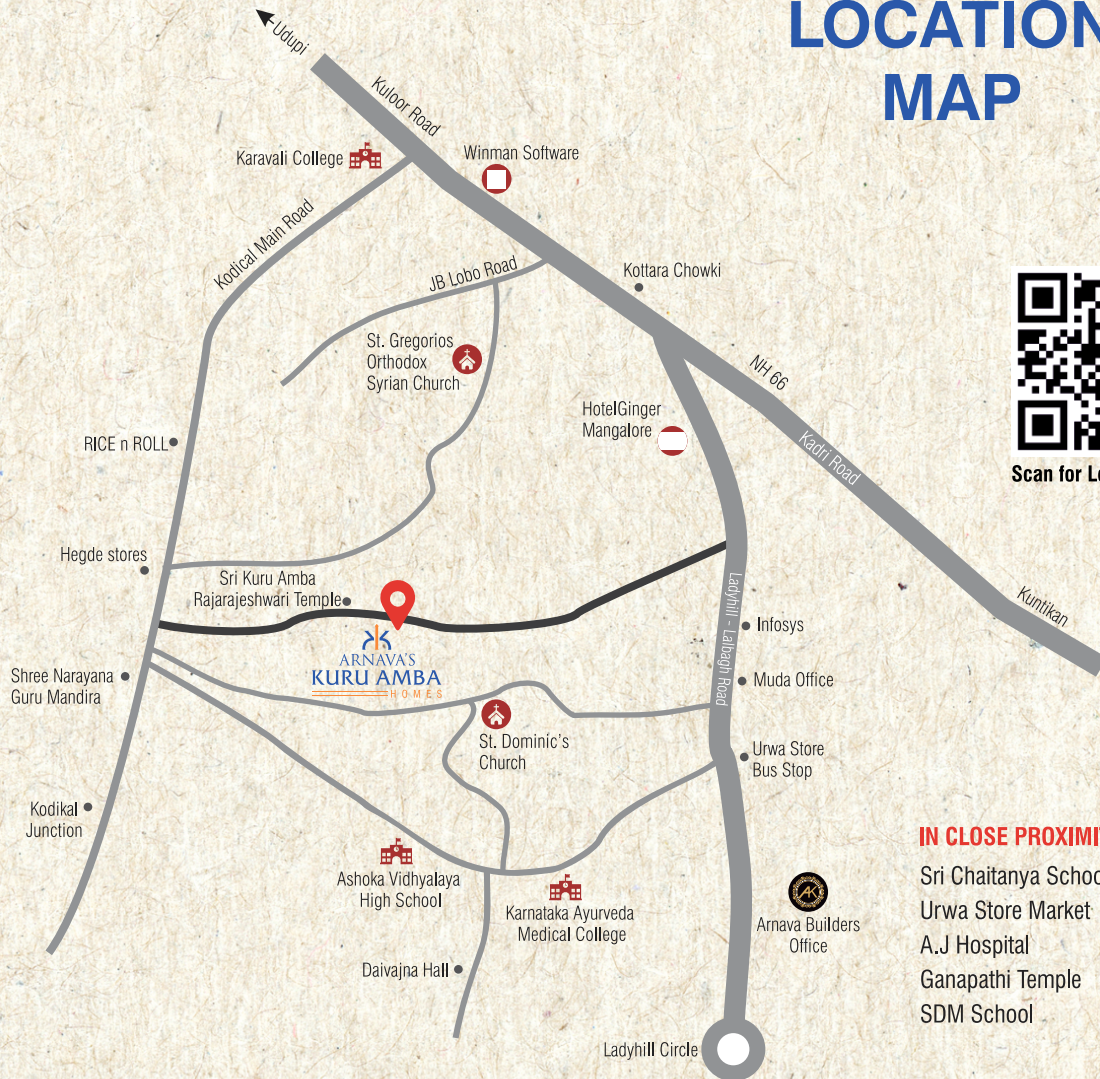 LOCATION
MAP
Udupi
Kuloor Road
Karavali College
Winman Software
Kodical Main Road
JB Lobo Road
Kottara Chowki
St. Gregorios
Orthodox
Syrian Church
NH 66
HotelGinger
Mangalore
Kadri Road
RICE n ROLL
Scan for
Hegde stores
Sri Kuru Amba
Rajarajeshwari Temple
Ladyhill - Lalbagh Road
Kuntikan
Infosys
ARNAVA'S
KURU AMBA
HOMES
Shree Narayana
Guru Mandira
Muda Office
St. Dominic's
Church
Urwa Store
Bus Stop
Kodikal
Junction
Ashoka Vidhyalaya
High School
Karnataka Ayurveda
Medical College
AK
Arnava Builders
Office
Daivajna Hall
Ladyhill Circle
IN CLOSE
Sri Chaitanya
Urwa Store Market
A.J Hospital
Ganapathi Temple
SDM School